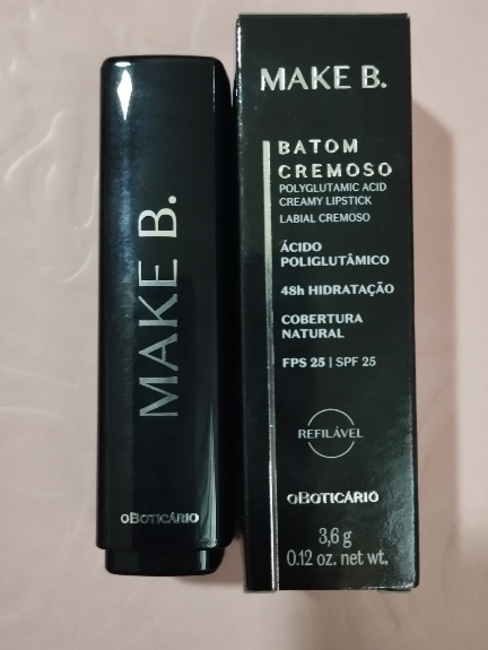 MAKE B.
oBOTICÁRIO
MAKE B.
BATOM
CREMOSO
POLYGLUTAMIC ACID
CREAMY LIPSTICK
LABIAL CREMOSO
ÁCIDO
POLIGLUTÂMICO
48h HIDRATAÇÃO
COBERTURA
NATURAL
FPS 25 | SPF 25
REFILÁVEL
oBOTICÁRIO
3,6 g
0.12 oz. net wt.